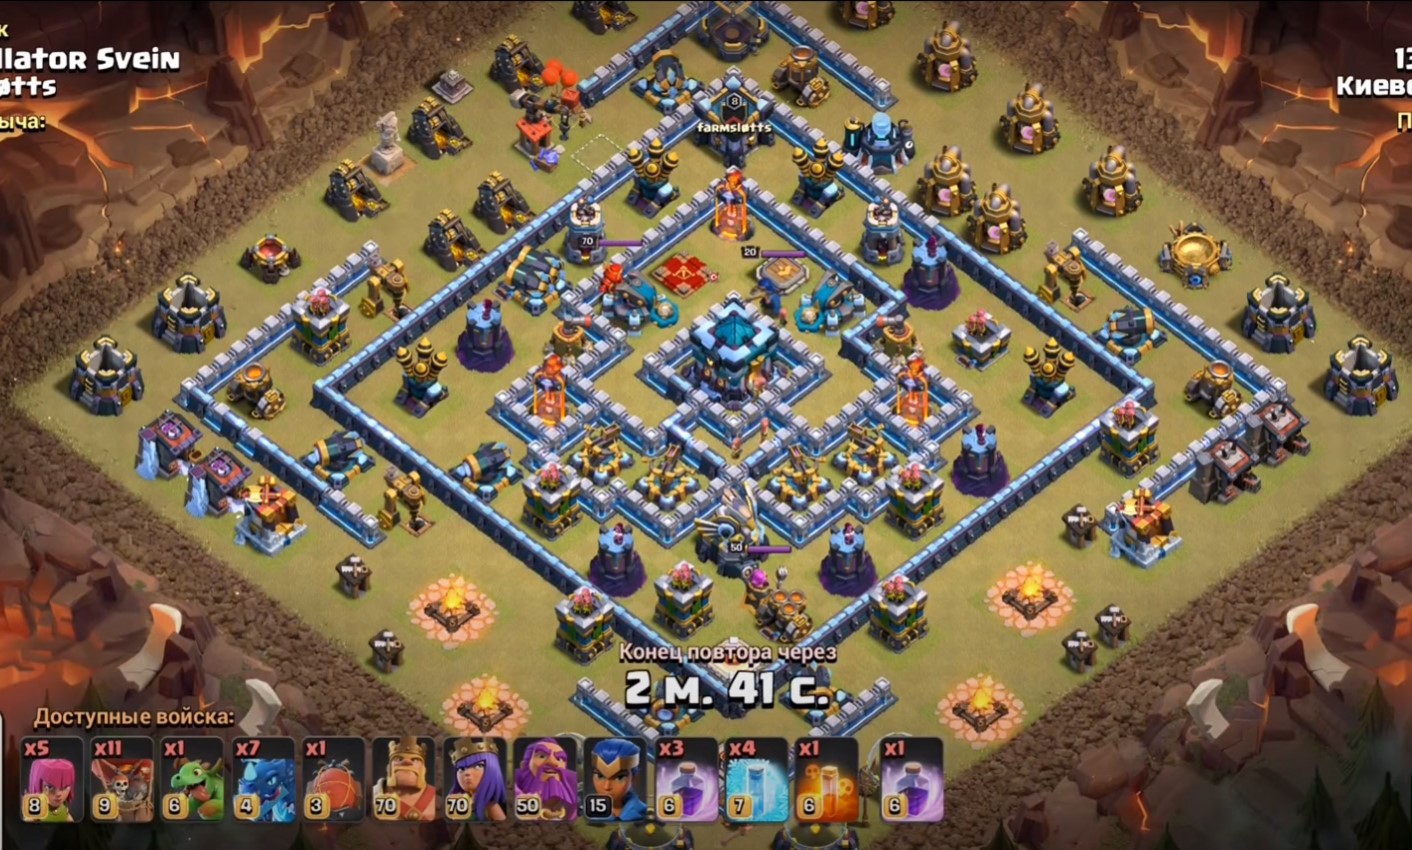 к
llator Svein
øtts
ыча:
13
Киевс
П
8
farmsløtts
70
20
50
Конец повтора через
2 м. 41 с.
Доступные войска:
x5 x11 x1 x7 x1 x3 x4 x1 x1
8 9 6 4 3 70 70 50 15 6 7 6 6